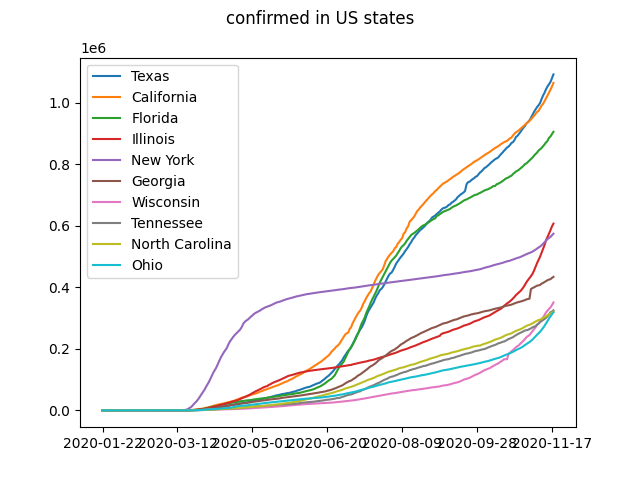 confirmed in US states
1e6
1.0
0.8
0.6
0.4
0.2
0.0
Texas
California
Florida
Illinois
New York
Georgia
Wisconsin
Tennessee
North Carolina
Ohio
2020-01-22 2020-03-12 2020-05-01 2020-06-20 2020-08-09 2020-09-28 2020-11-17